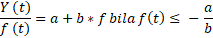 Y (t)/f (t) = a + b * f bila f(t) ≤ − a/b